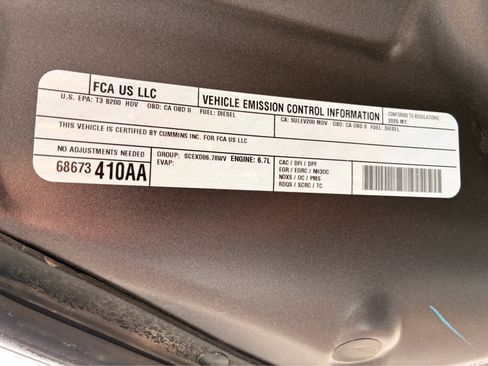 FCA US LLC
VEHICLE EMISSION CONTROL INFORMATION
CONFORMS TO REGULATIONS:
2025 MY
U.S. EPA: T3 B200 HDV OBD: CA OBD II FUEL: DIESEL
CA: SULEV200 MDV OBD: CA OBD II FUEL: DIESEL
THIS VEHICLE IS CERTIFIED BY CUMMINS INC. FOR FCA US LLC
NO ADJUSTMENTS NEEDED
68673 410AA
GROUP: SCEXD06.78WV ENGINE: 6.7L
EVAP:
CAC / DFI / DPF
EGR / EGRC / NH3OC
NOXS / OC / PMS
RDQS / SCRC / TC